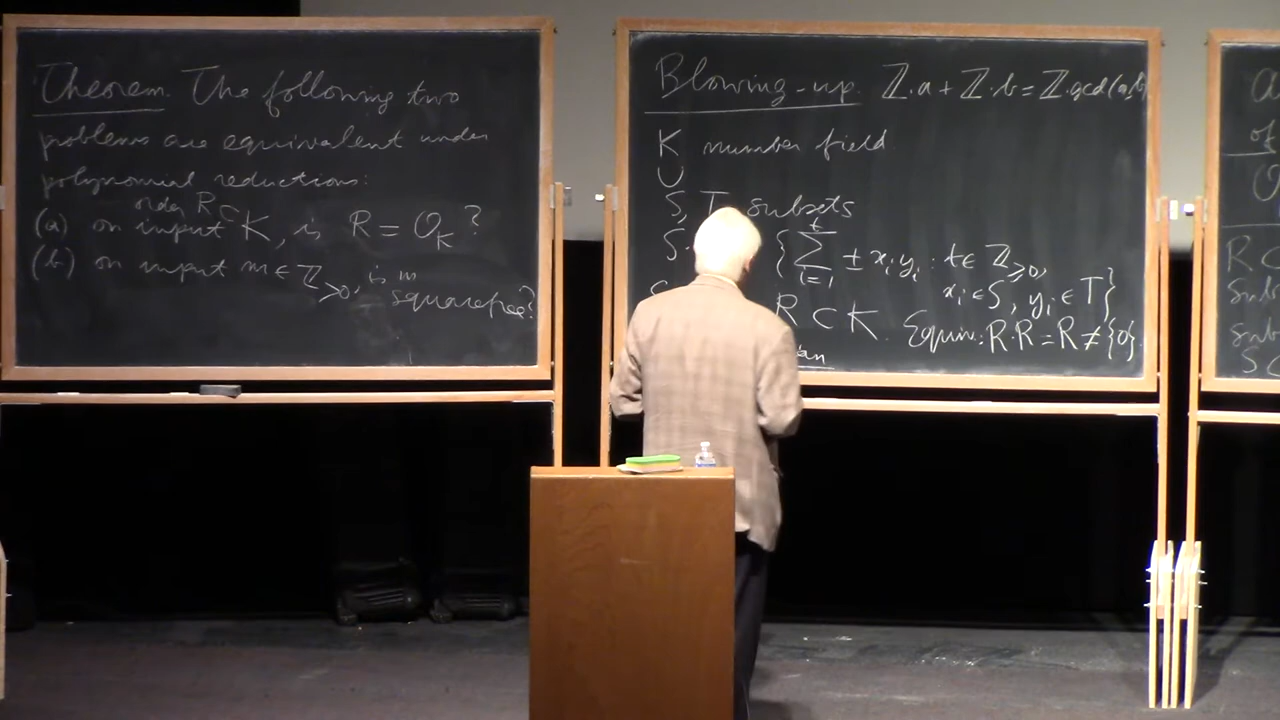 Theorem. The following two
problems are equivalent under
polynomial reductions:
(a) on input order R ⊂ K, is R = O_K ?
(b) on input m ∈ ℤ_{>0}, is m
squarefree?
Blowing-up. ℤ·a + ℤ·b = ℤ·gcd(a,b)
K number field
∪
S, T subsets
S· {∑_{i=1}^{t} ± x_i y_i : t ∈ ℤ_{≥0},
x_i ∈ S, y_i ∈ T}
R ⊂ K. Equiv.: R·R = R ≠ {0}.
of
R ⊂
S C